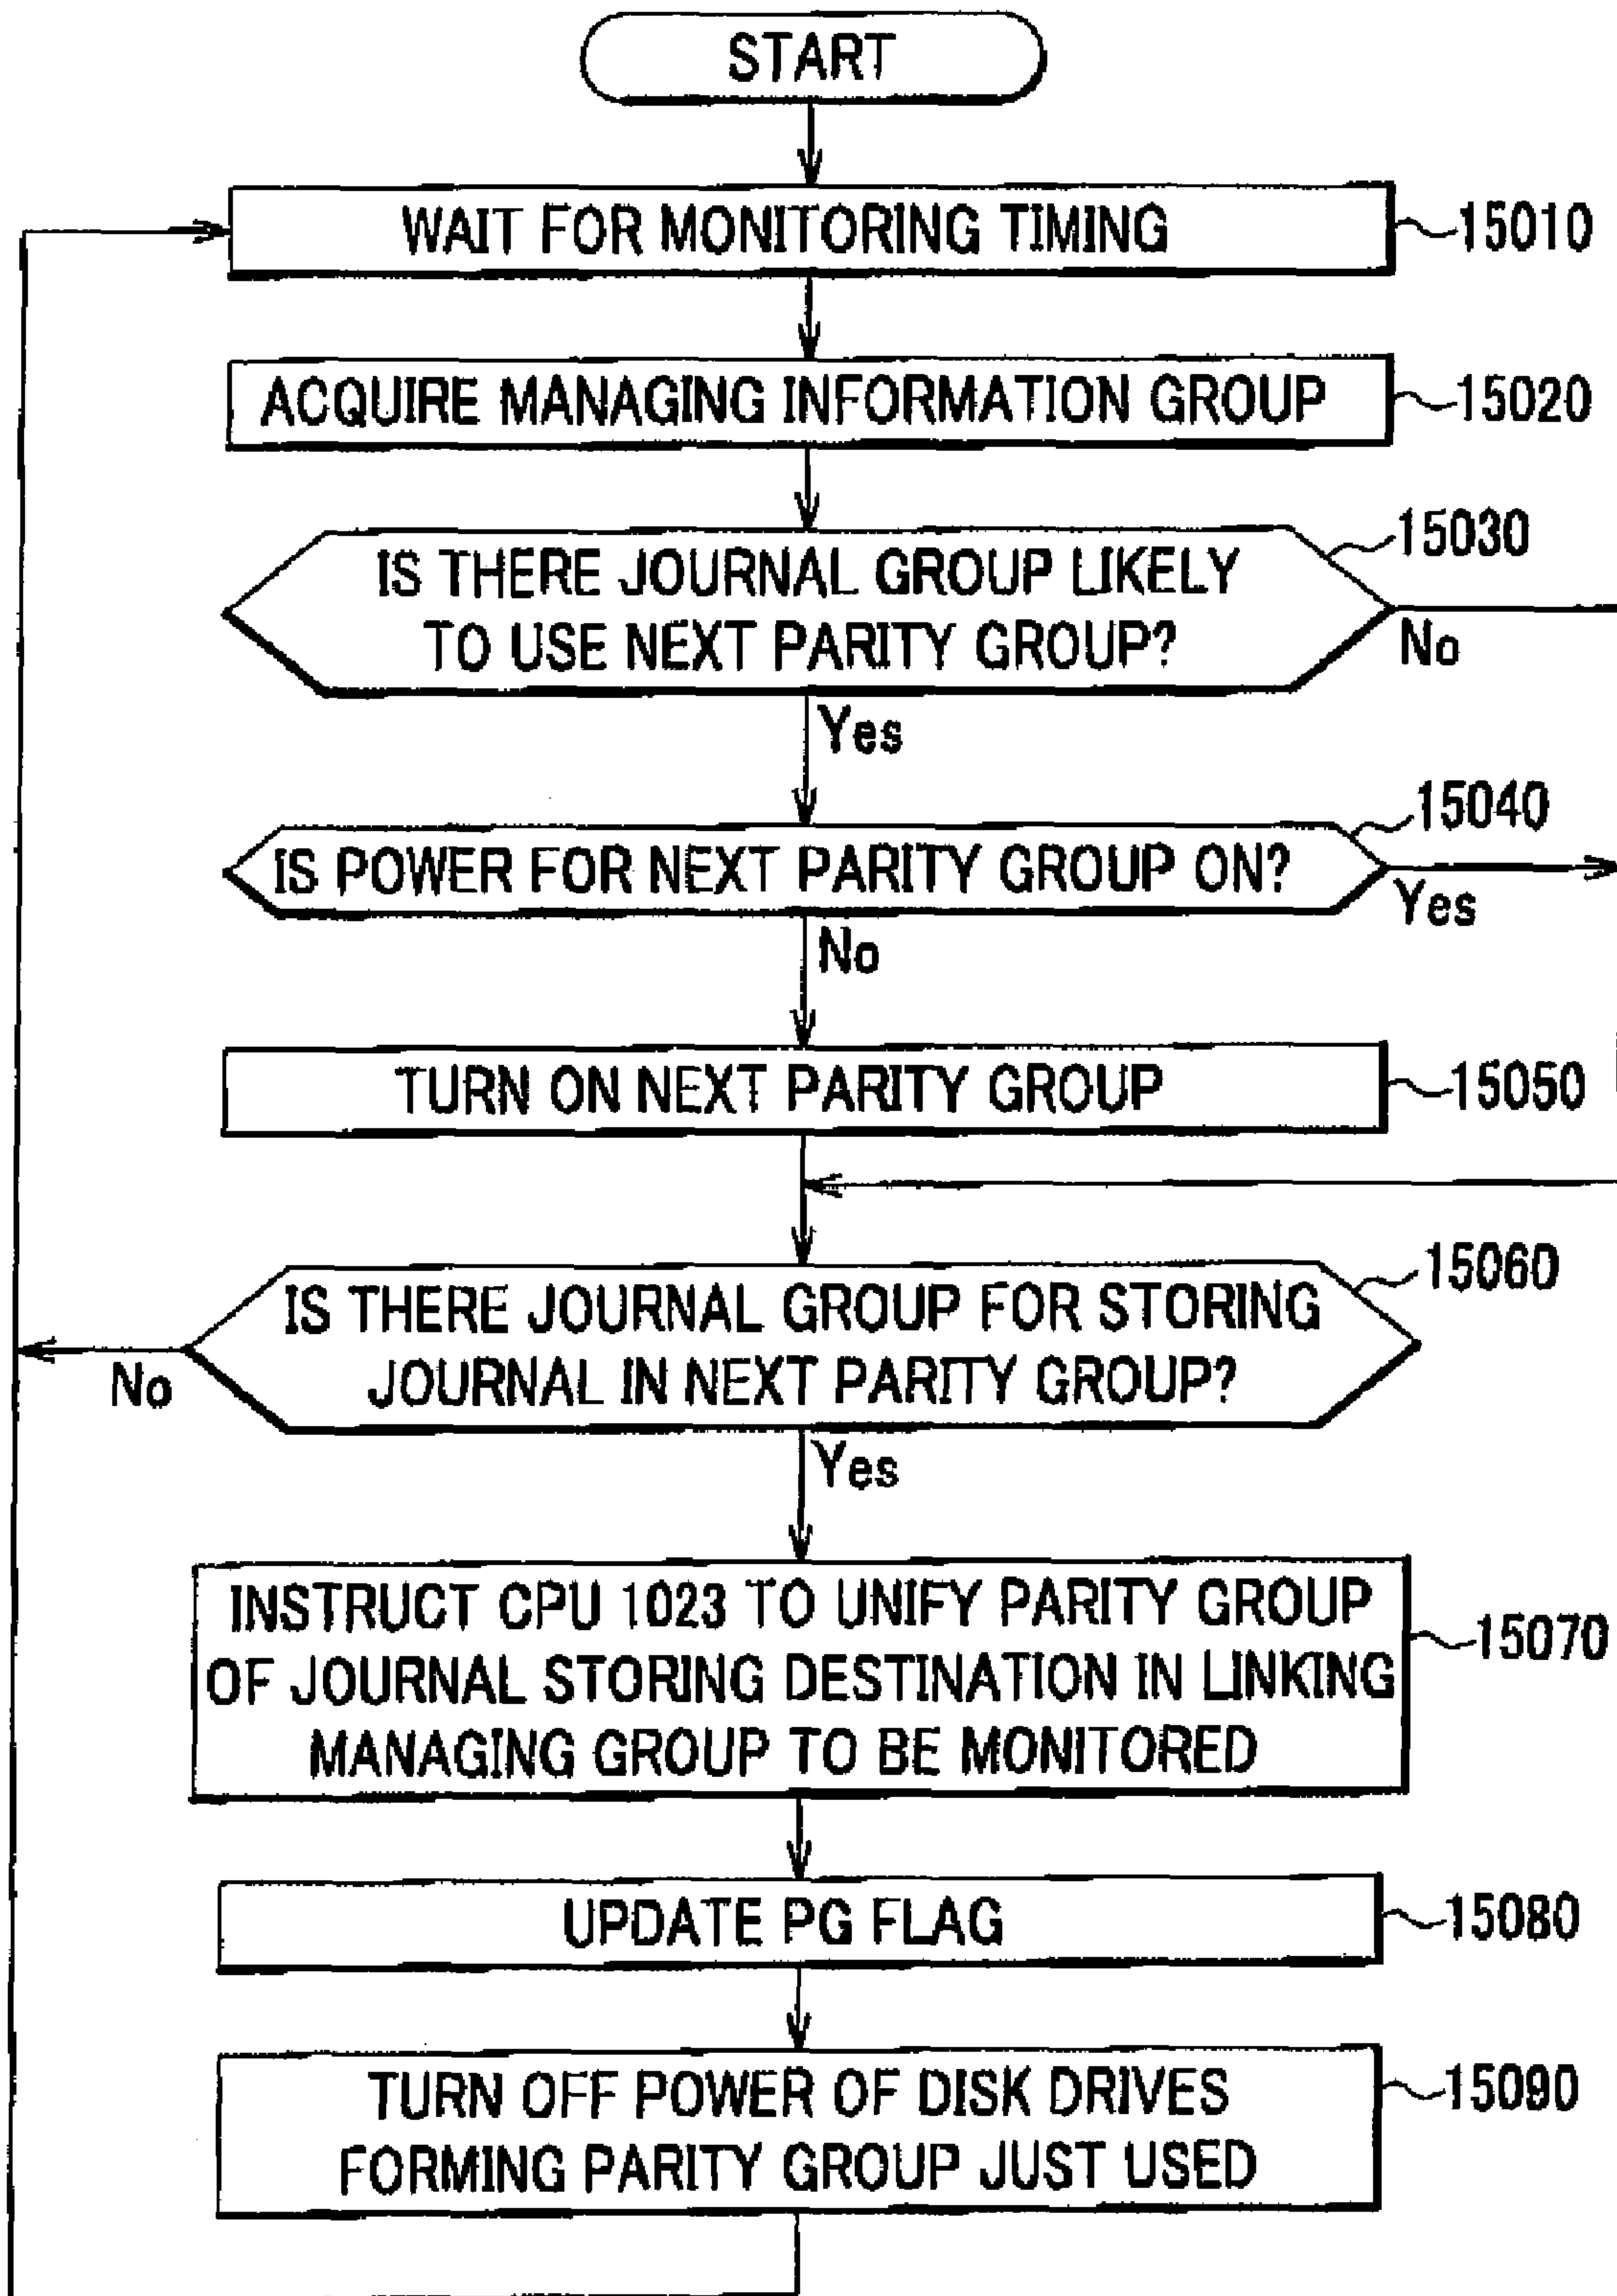 START
WAIT FOR MONITORING TIMING
15010
ACQUIRE MANAGING INFORMATION GROUP
15020
15030
IS THERE JOURNAL GROUP LIKELY
TO USE NEXT PARITY GROUP?
No
Yes
15040
IS POWER FOR NEXT PARITY GROUP ON?
Yes
No
TURN ON NEXT PARITY GROUP
15050
15060
IS THERE JOURNAL GROUP FOR STORING
JOURNAL IN NEXT PARITY GROUP?
No
Yes
INSTRUCT CPU 1023 TO UNIFY PARITY GROUP
OF JOURNAL STORING DESTINATION IN LINKING
MANAGING GROUP TO BE MONITORED
15070
UPDATE PG FLAG
15080
TURN OFF POWER OF DISK DRIVES
FORMING PARITY GROUP JUST USED
15090